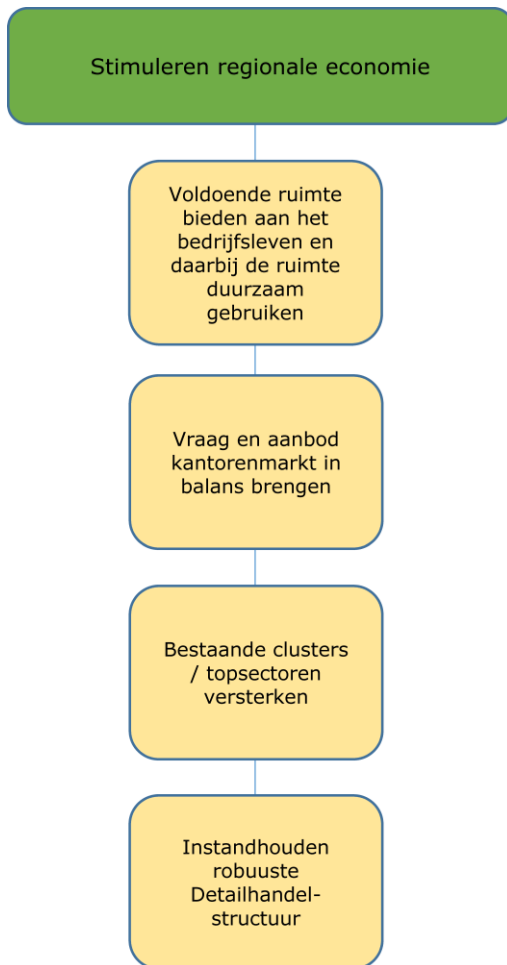 Stimuleren regionale economie
Voldoende ruimte
bieden aan het
bedrijfsleven en
daarbij de ruimte
duurzaam
gebruiken
Vraag en aanbod
kantorenmarkt in
balans brengen
Bestaande clusters
/ topsectoren
versterken
Instandhouden
robuuste
Detailhandel-
structuur